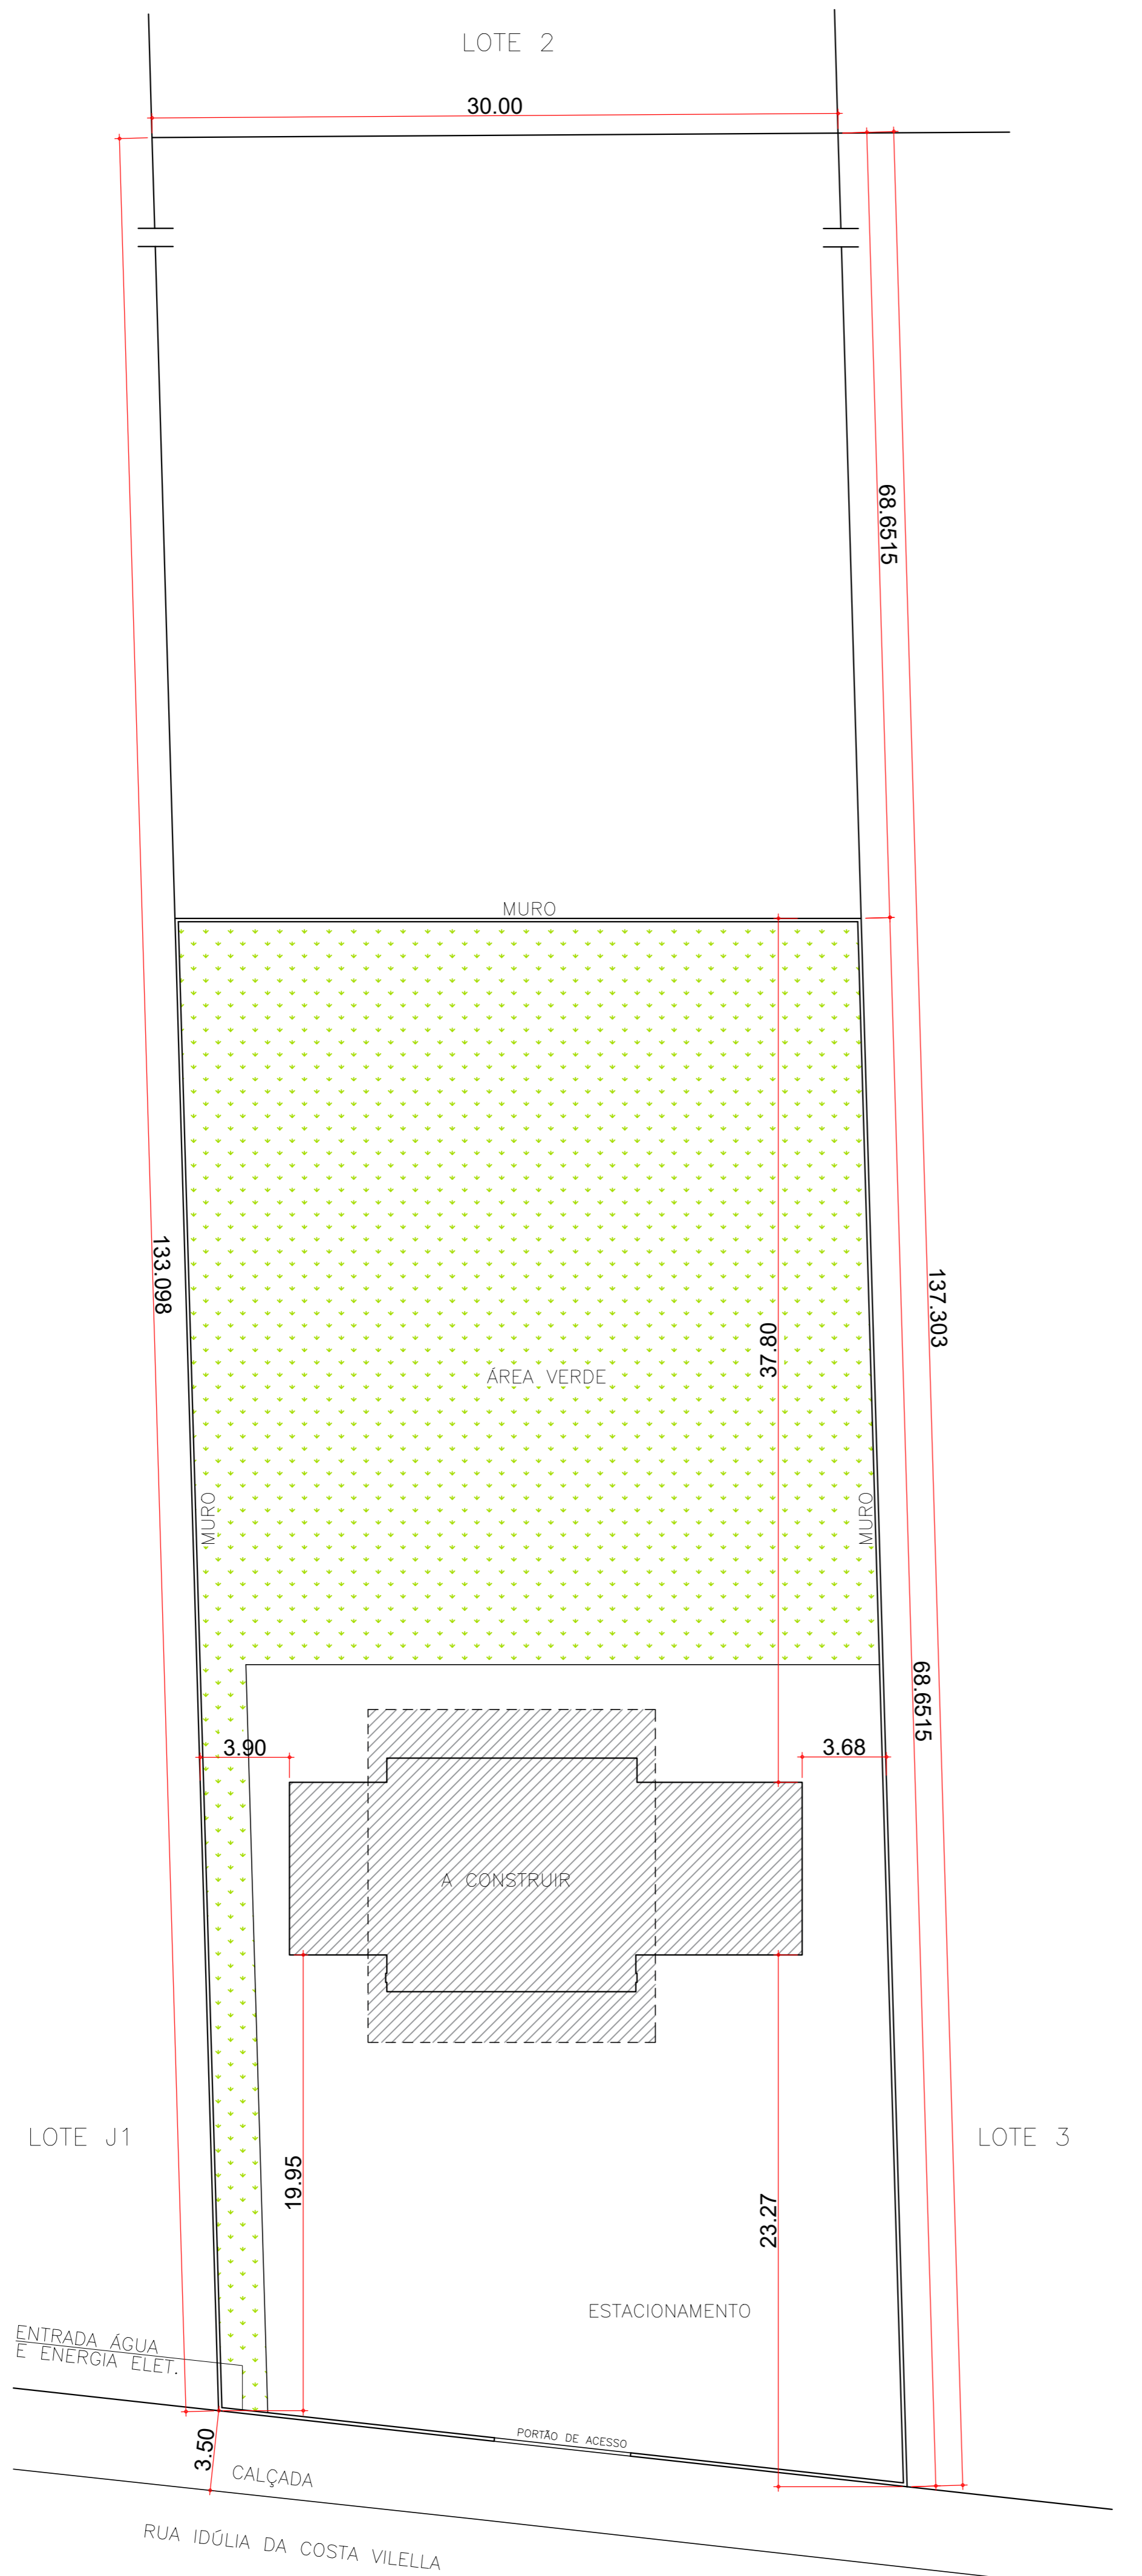 LOTE 2
30.00
68.6515
MURO
133.098
137.303
37.80
ÁREA VERDE
MURO
MURO
68.6515
3.90
3.68
A CONSTRUIR
LOTE J1
LOTE 3
19.95
23.27
ESTACIONAMENTO
ENTRADA ÁGUA
E ENERGIA ELET.
PORTÃO DE ACESSO
3.50
CALÇADA
RUA IDÚLIA DA COSTA VILELLA